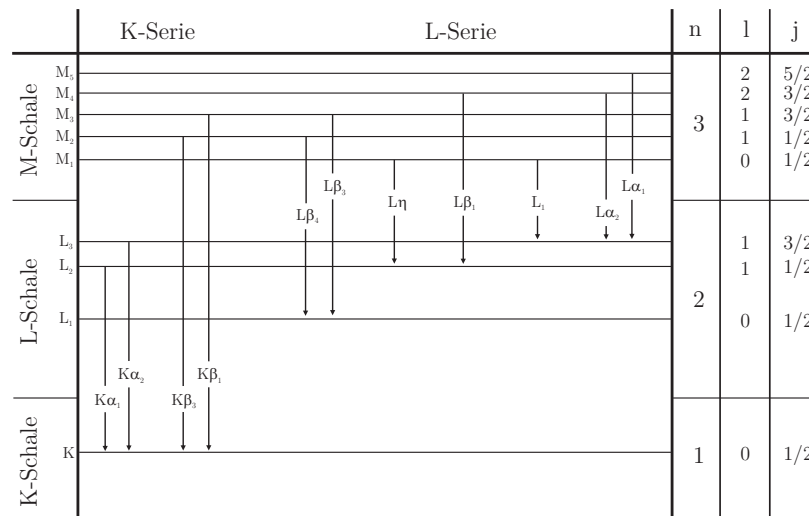 K-Serie L-Serie n l j
M-Schale
M₅ 2 5/2
M₄ 2 3/2
M₃ 1 3/2
3
M₂ 1 1/2
M₁ 0 1/2
Lβ₃ Lα₁
Lη Lβ₁ L₁
Lβ₄ Lα₂
L-Schale
L₃ 1 3/2
L₂ 1 1/2
2
L₁ 0 1/2
Kα₂ Kβ₁
Kα₁ Kβ₃
K-Schale
K 1 0 1/2